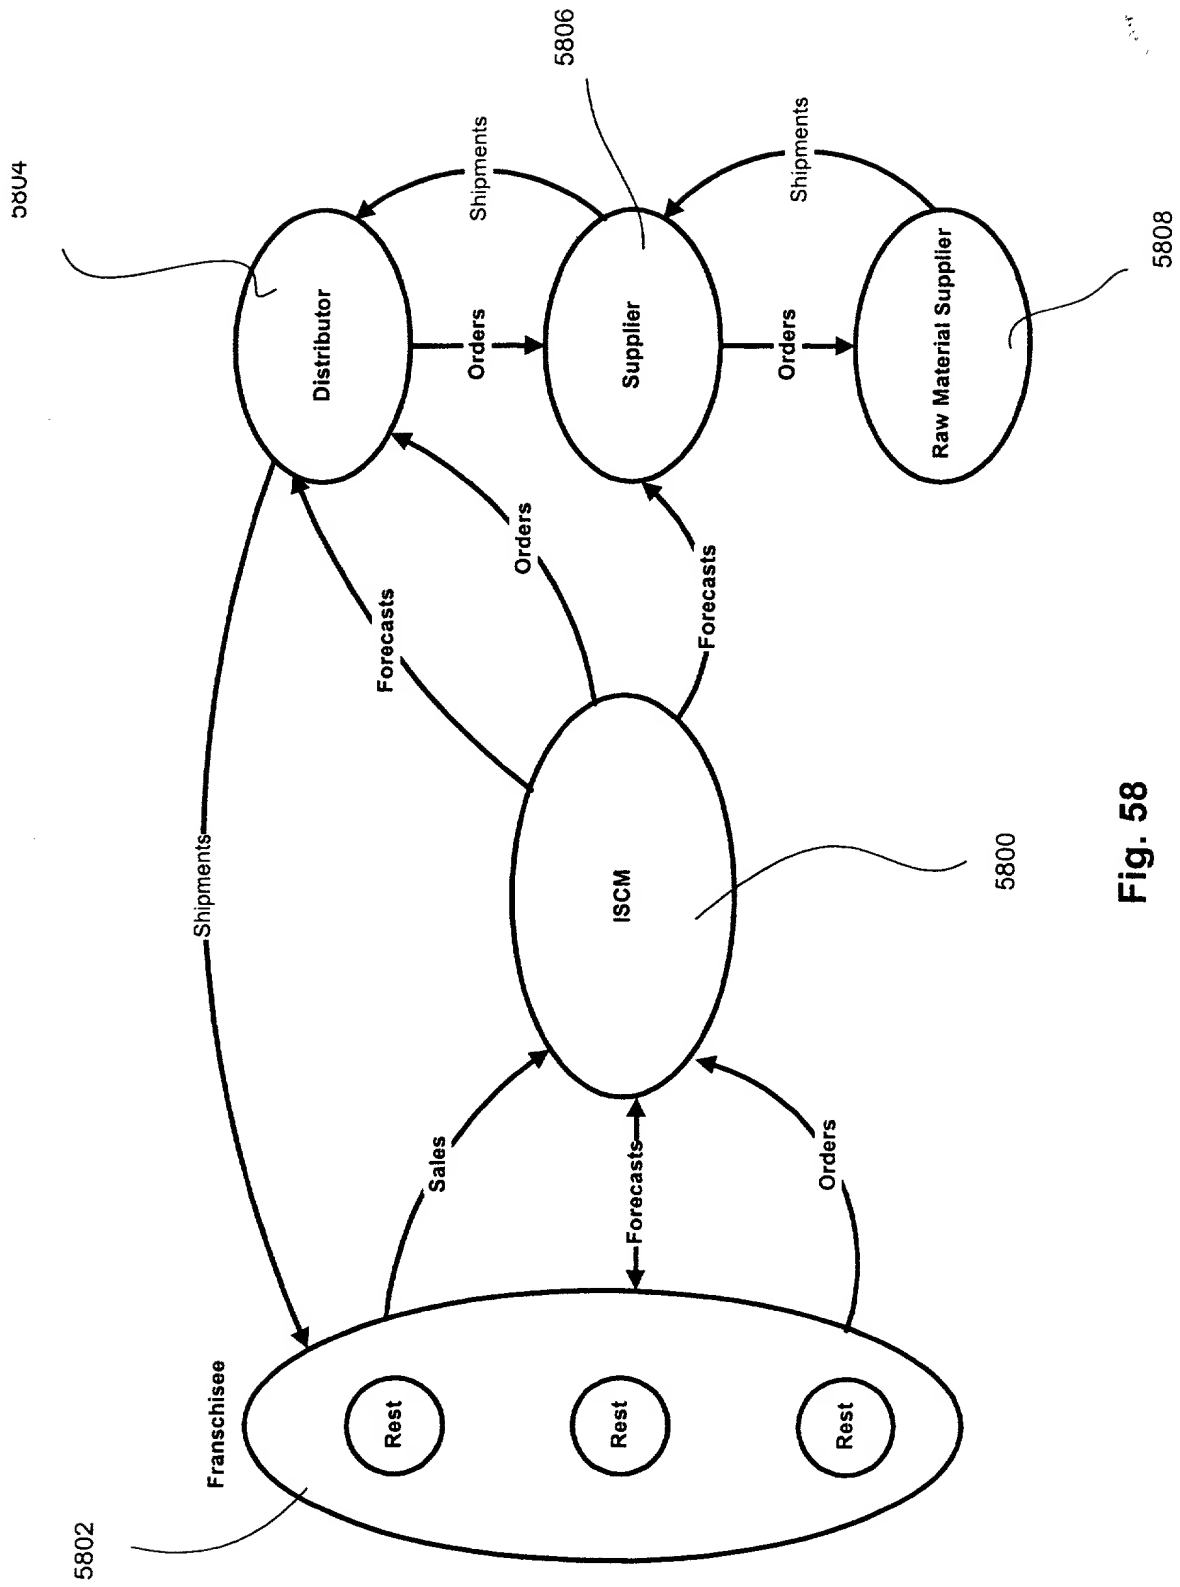 5802
Franschisee
Rest
Rest
Rest
Shipments
Sales
Forecasts
Orders
ISCM
5800
Forecasts
Orders
Forecasts
5804
Distributor
Orders
Shipments
Supplier
5806
Orders
Shipments
Raw Material Supplier
5808
Fig. 58